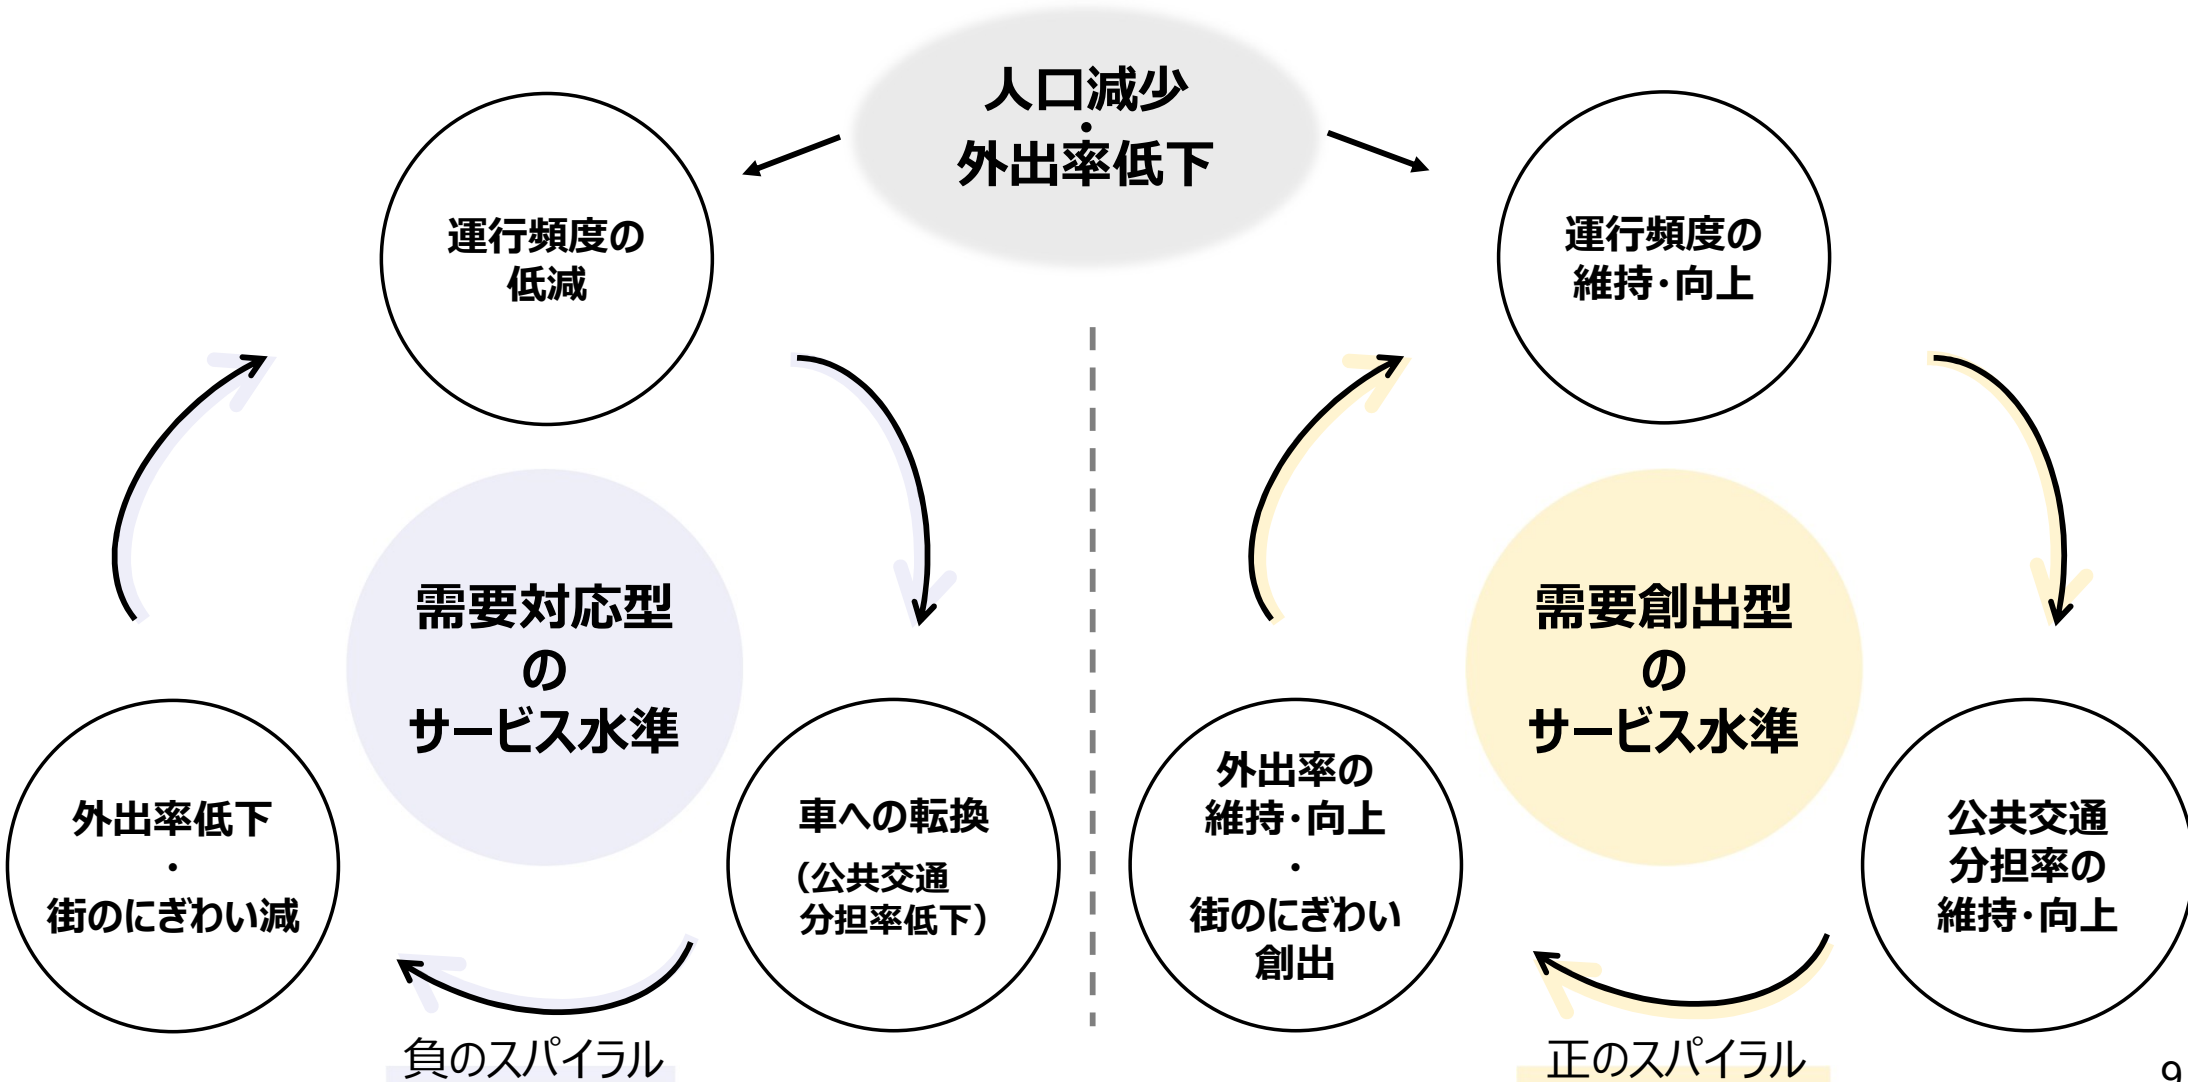 人口減少
・
外出率低下
運行頻度の
低減
需要対応型
の
サービス水準
車への転換
（公共交通
分担率低下）
外出率低下
・
街のにぎわい減
負のスパイラル
運行頻度の
維持・向上
需要創出型
の
サービス水準
公共交通
分担率の
維持・向上
外出率の
維持・向上
・
街のにぎわい
創出
正のスパイラル
9